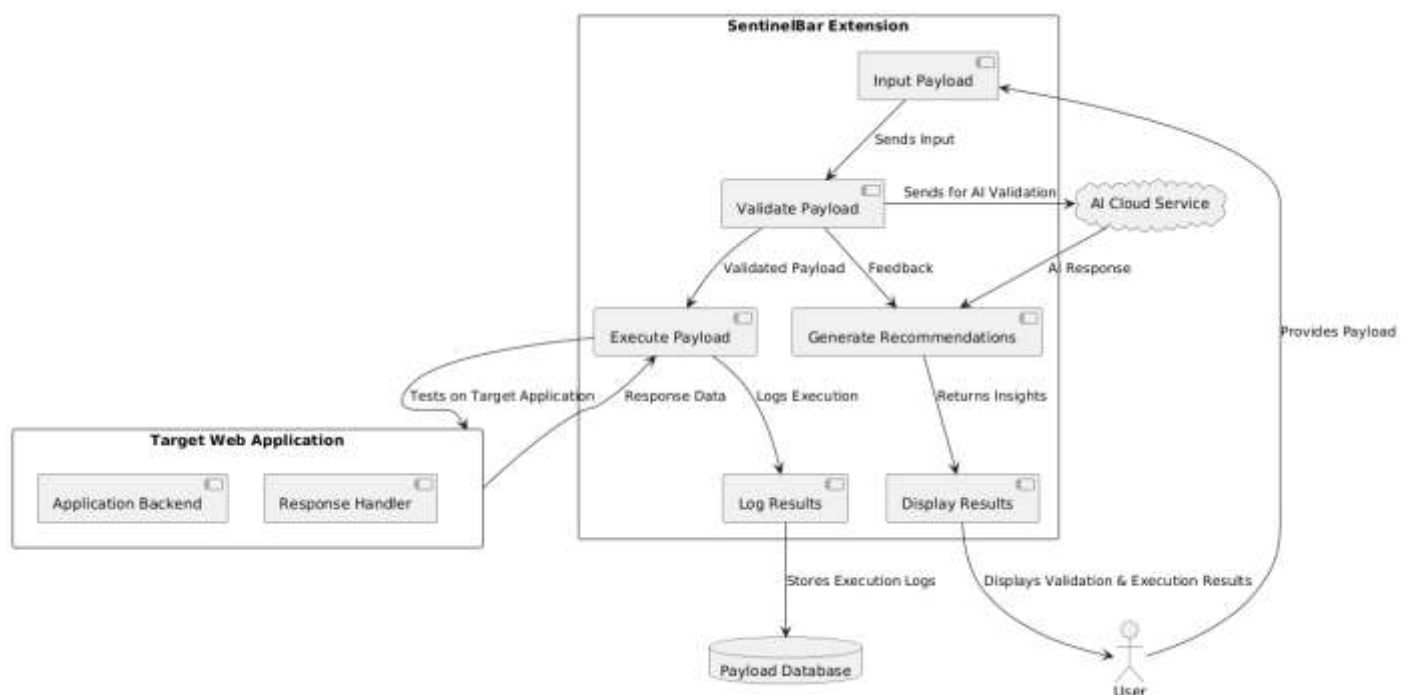 SentinelBar Extension
Input Payload
Sends Input
Validate Payload
Sends for AI Validation
AI Cloud Service
Validated Payload
Feedback
AI Response
Execute Payload
Generate Recommendations
Provides Payload
Tests on Target Application
Response Data
Logs Execution
Returns Insights
Target Web Application
Application Backend
Response Handler
Log Results
Display Results
Stores Execution Logs
Displays Validation & Execution Results
Payload Database
User